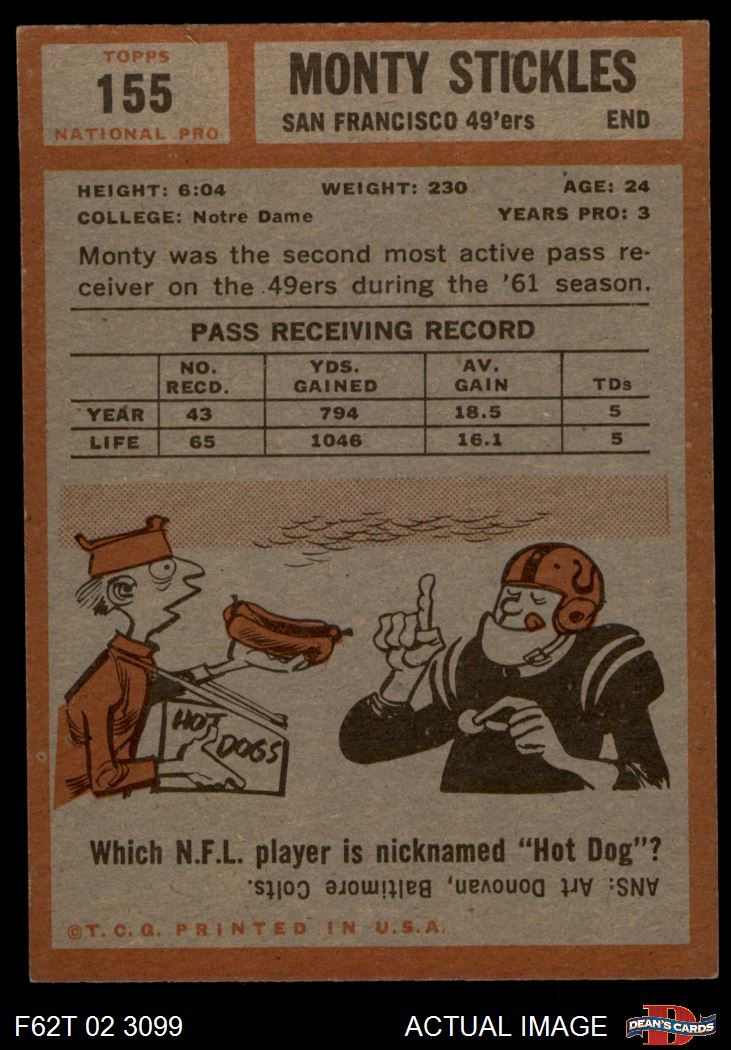 TOPPS
155
NATIONAL PRO
MONTY STICKLES
SAN FRANCISCO 49'ers END
HEIGHT: 6:04 WEIGHT: 230 AGE: 24
COLLEGE: Notre Dame YEARS PRO: 3
Monty was the second most active pass re-
ceiver on the 49ers during the '61 season.
PASS RECEIVING RECORD
NO. RECD. YDS. GAINED AV. GAIN TDs
YEAR 43 794 18.5 5
LIFE 65 1046 16.1 5
HOT
DOGS
Which N.F.L. player is nicknamed "Hot Dog"?
ANS: Art Donovan, Baltimore Colts.
©T. C. G. PRINTED IN U.S.A.
F62T 02 3099 ACTUAL IMAGE
D
DEAN'S CARDS